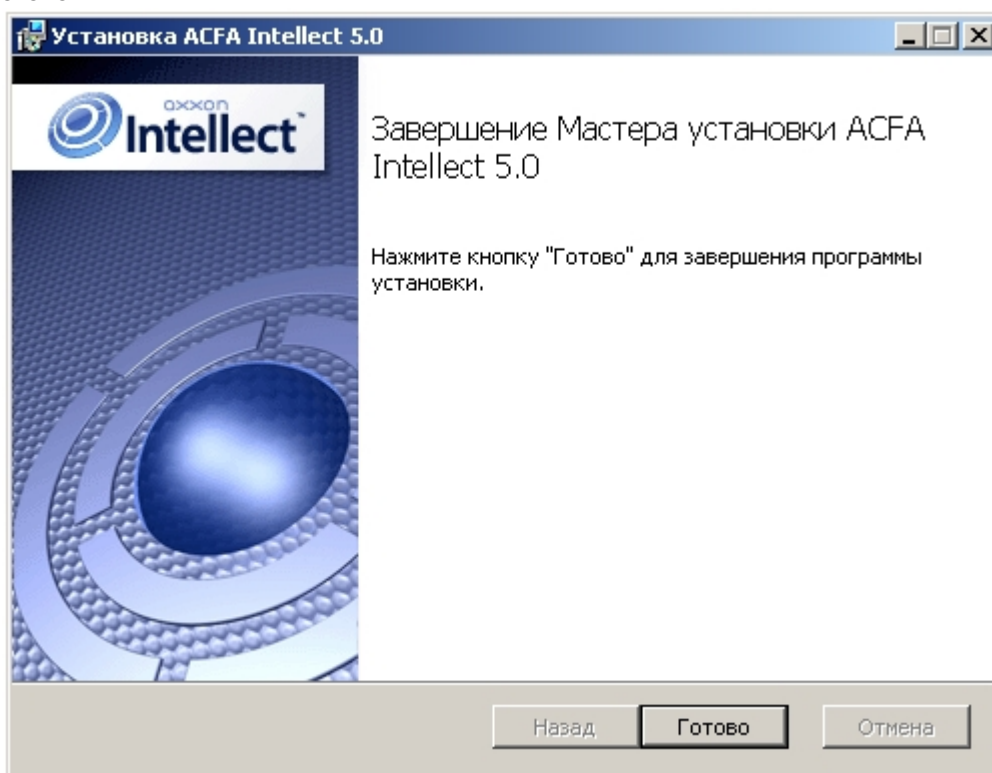 Установка ACFA Intellect 5.0
axxon
Intellect™
Завершение Мастера установки ACFA
Intellect 5.0
Нажмите кнопку "Готово" для завершения программы
установки.
Назад Готово Отмена